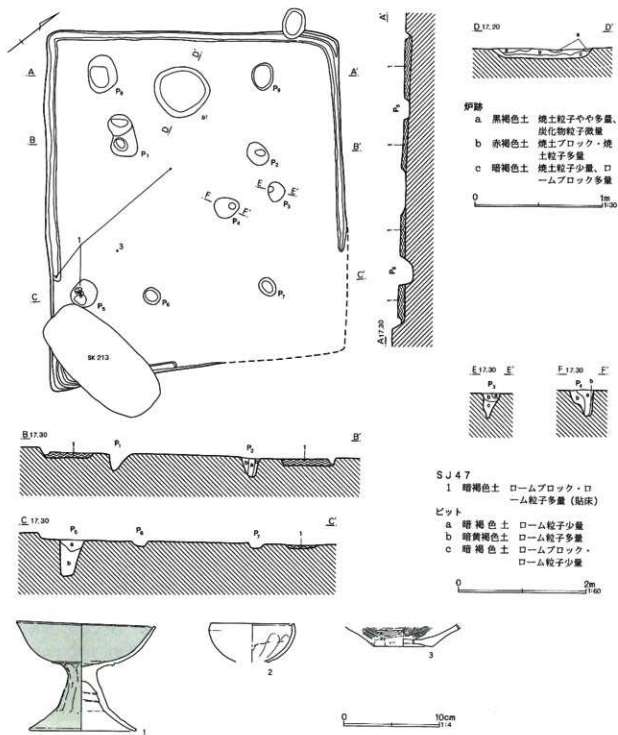 A
A'
B
B'
C
C'
P8
P9
P1
P2
P3
P4
P5
P6
P7
D
D'
E
E'
F
F'
1
3
SK 213
A'
P9
B'
A 17.30
D 17.20
D'
a
b
炉跡
a 黒褐色土 焼土粒子やや多量、
炭化物粒子微量
b 赤褐色土 焼土ブロック・焼
土粒子多量
c 暗褐色土 焼土粒子少量、ロ
ームブロック多量
0
1m
1:30
B 17.30
B'
1
P1
P2
1
C 17.30
C'
P5
P6
P7
1
a
b
E 17.30 E'
P3
F 17.30 F'
P4
b
SJ47
1 暗褐色土 ロームブロック・ロ
ーム粒子多量(貼床)
ピット
a 暗褐色土 ローム粒子少量
b 暗黄褐色土 ローム粒子多量
c 暗褐色土 ロームブロック・
ローム粒子少量
0
2m
1:60
1
2
3
0
10cm
1:4